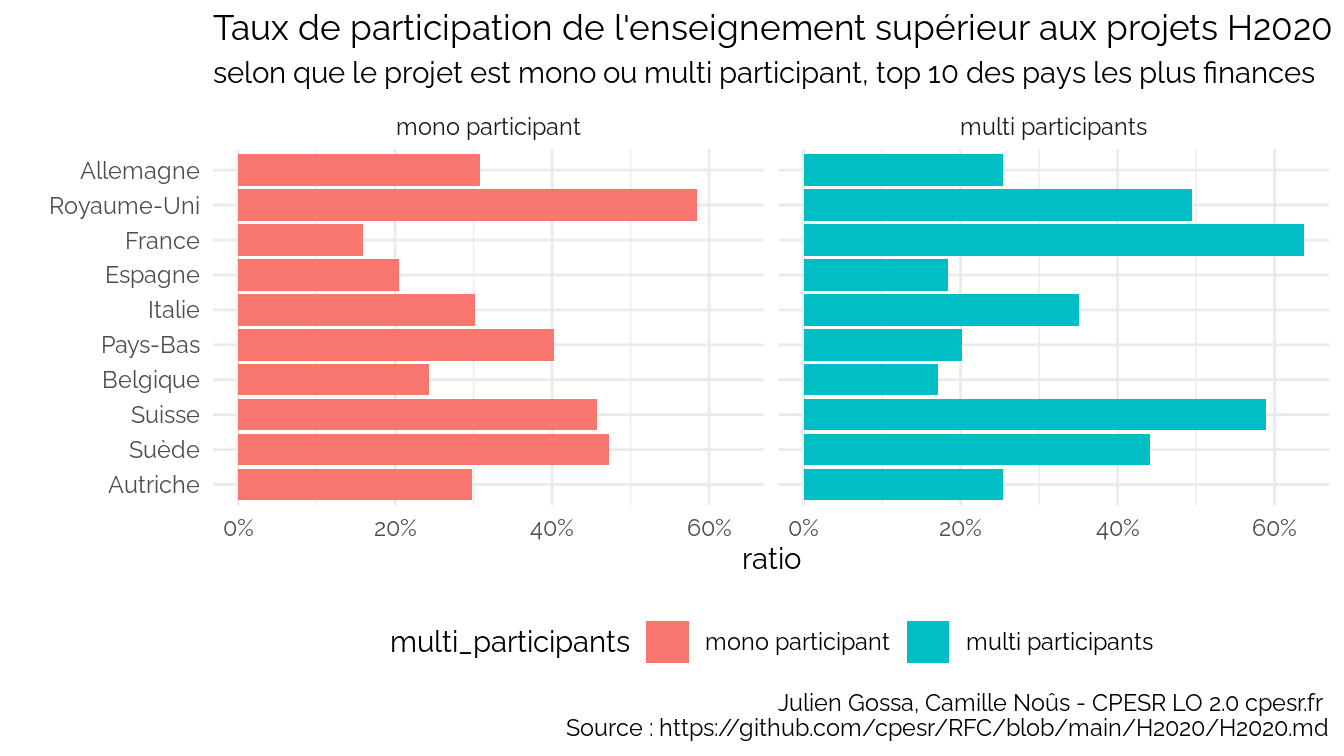 Taux de participation de l'enseignement supérieur aux projets H2020
selon que le projet est mono ou multi participant, top 10 des pays les plus finances
mono participant
multi participants
Allemagne
Royaume-Uni
France
Espagne
Italie
Pays-Bas
Belgique
Suisse
Suède
Autriche
0% 20% 40% 60% 0% 20% 40% 60%
ratio
multi_participants mono participant multi participants
Julien Gossa, Camille Noûs - CPESR LO 2.0 cpesr.fr
Source : https://github.com/cpesr/RFC/blob/main/H2020/H2020.md